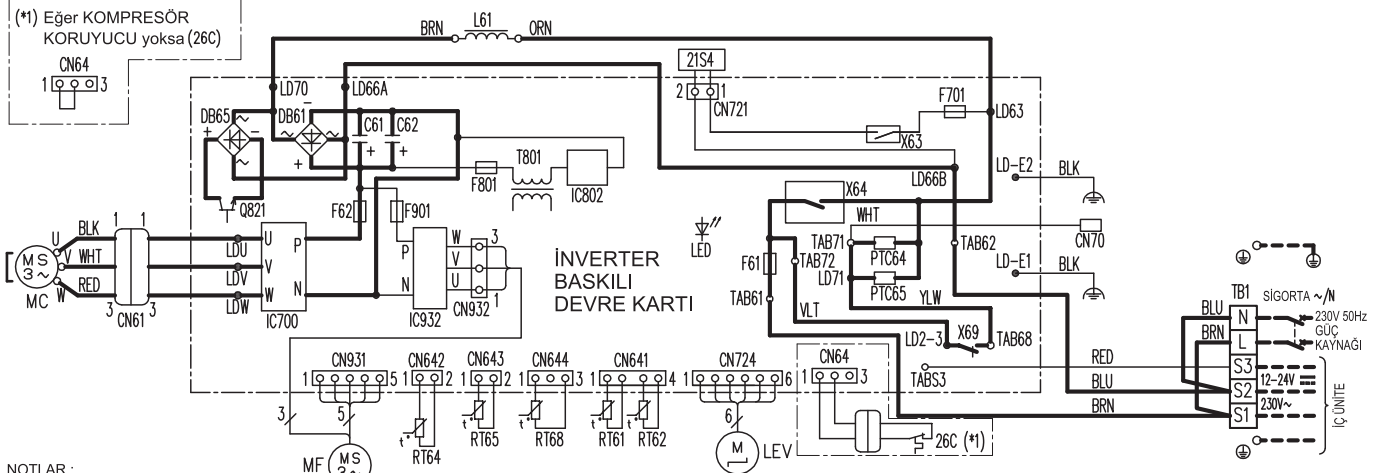 (*1) Eğer KOMPRESÖR
KORUYUCU yoksa (26C)
CN64
1 3
BRN L61 ORN
21S4
2 1
CN721
F701
LD63
X63
LD70 LD66A
DB65 DB61 C61 C62
+ ~ - ~ - ~ +
F801 T801 IC802
LD66B LD-E2 BLK
Q821
F62 F901
X64
WHT
CN70
U BLK 1 1 LDU U P
MS 3~ V WHT LDV V
W RED 3 3 LDW W N
MC CN61 IC700
P N IC932
W V U 3 1 CN932
İNVERTER
BASKILI
DEVRE KARTI
LED
F61 TAB72 TAB71 PTC64 TAB62
LD71 PTC65 LD-E1 BLK
TAB61 VLT YLW
LD2-3 X69 TAB68
TABS3
TB1 SİGORTA ~/N
BLU N 230V 50Hz
GÜÇ
BRN L KAYNAĞI
RED S3
BLU S2 12-24V
BRN S1 230V~
İÇ ÜNİTE
CN931 CN642 CN643 CN644 CN641 CN724 CN64
1 5 1 2 1 2 1 3 1 4 1 6 1 3
3 5 t° t° t° t° 6
RT64 RT65 RT68 RT61 RT62
MF MS 3~
M LEV
26C (*1)
NOTLAR :